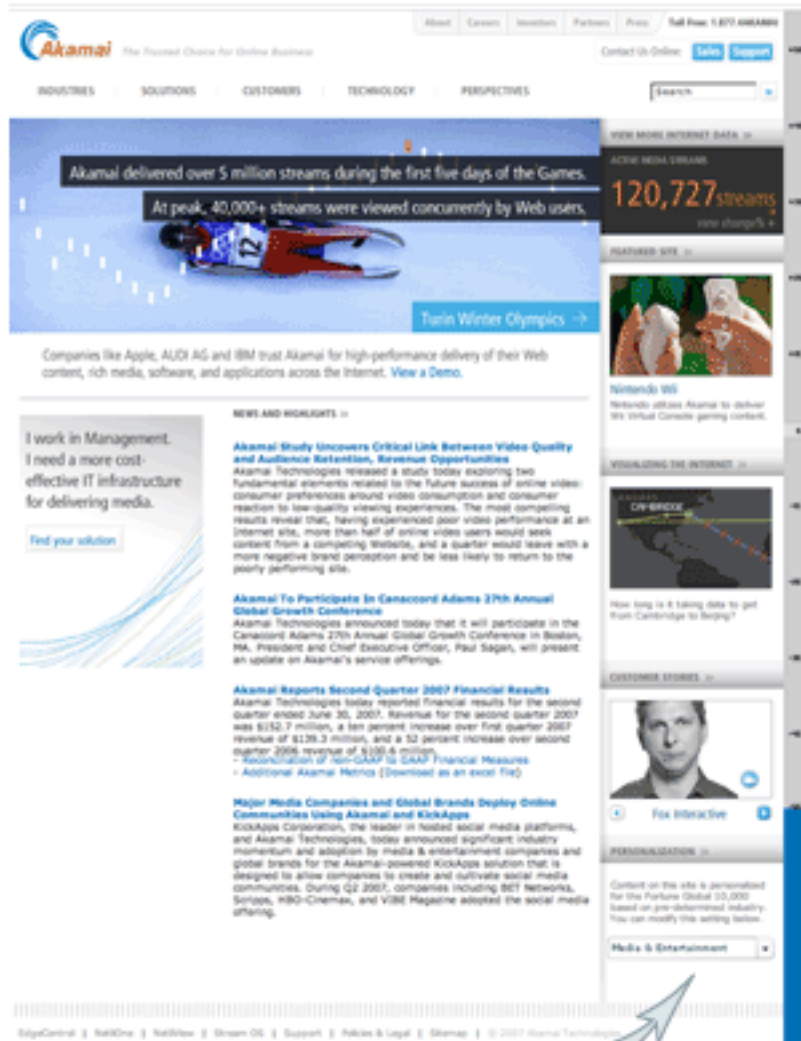 About Careers Investors Partners Press Toll Free: 1.877
Akamai The Trusted Choice for Online Business
Contact Us Online: Sales Support
INDUSTRIES SOLUTIONS CUSTOMERS TECHNOLOGY PERSPECTIVES
Search
VIEW MORE INTERNET DATA
ACTIVE MEDIA STREAMS
120,727 streams
view change% +
Akamai delivered over 5 million streams during the first five days of the Games.
At peak, 40,000+ streams were viewed concurrently by Web users.
12
Turin Winter Olympics →
FEATURED SITE
Nintendo Wii
Nintendo utilizes Akamai to deliver
Wii Virtual Console gaming content.
Companies like Apple, AUDI AG and IBM trust Akamai for high-performance delivery of their Web
content, rich media, software, and applications across the Internet. View a Demo.
I work in Management.
I need a more cost-
effective IT infrastructure
for delivering media.
Find your solution
NEWS AND HIGHLIGHTS
Akamai Study Uncovers Critical Link Between Video Quality
and Audience Retention, Revenue Opportunities
Akamai Technologies released a study today exploring two
fundamental elements related to the future success of online video:
consumer preferences around video consumption and consumer
reaction to low-quality viewing experiences. The most compelling
results reveal that, having experienced poor video performance at an
Internet site, more than half of online video users would seek
content from a competing Website, and a quarter would leave with a
more negative brand perception and be less likely to return to the
poorly performing site.
Akamai To Participate In Canaccord Adams 27th Annual
Global Growth Conference
Akamai Technologies announced today that it will participate in the
Canaccord Adams 27th Annual Global Growth Conference in Boston,
MA. President and Chief Executive Officer, Paul Sagan, will present
an update on Akamai's service offerings.
Akamai Reports Second Quarter 2007 Financial Results
Akamai Technologies today reported financial results for the second
quarter ended June 30, 2007. Revenue for the second quarter 2007
was $152.7 million, a ten percent increase over first quarter 2007
revenue of $139.3 million, and a 52 percent increase over second
quarter 2006 revenue of $100.6 million.
- Reconciliation of non-GAAP to GAAP Financial Measures
- Additional Akamai Metrics (Download as an excel file)
Major Media Companies and Global Brands Deploy Online
Communities Using Akamai and KickApps
KickApps Corporation, the leader in hosted social media platforms,
and Akamai Technologies, today announced significant industry
momentum and adoption by media & entertainment companies and
global brands for the Akamai-powered KickApps solution that is
designed to allow companies to create and cultivate social media
communities. During Q2 2007, companies including BET Networks,
Scripps, HBO-Cinemax, and VIBE Magazine adopted the social media
offering.
VISUALIZING THE INTERNET
CAMBRIDGE
How long is it taking data to get
from Cambridge to Beijing?
CUSTOMER STORIES
Fox Interactive
PERSONALIZATION
Content on this site is personalized
for the Fortune Global 10,000
based on pre-determined industry.
You can modify this setting below.
Media & Entertainment
EdgeControl | NetXOne | NetView | Stream OS | Support | Policies & Legal | Sitemap | © 2007 Akamai Technologies